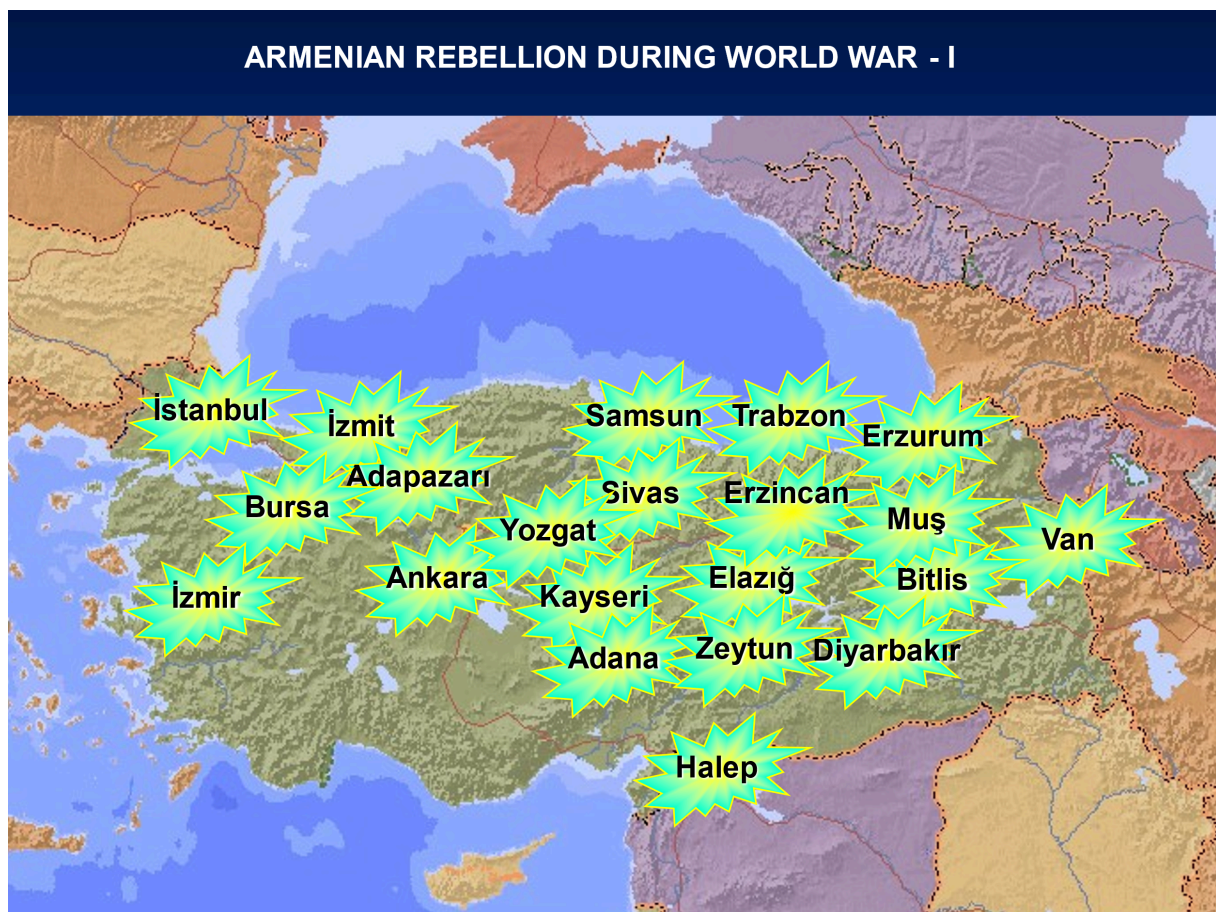 ARMENIAN REBELLION DURING WORLD WAR - I
İstanbul
İzmit
Samsun
Trabzon
Erzurum
Adapazarı
Bursa
Sivas
Erzincan
Yozgat
Muş
Van
Ankara
Kayseri
Elazığ
Bitlis
İzmir
Adana
Zeytun
Diyarbakır
Halep